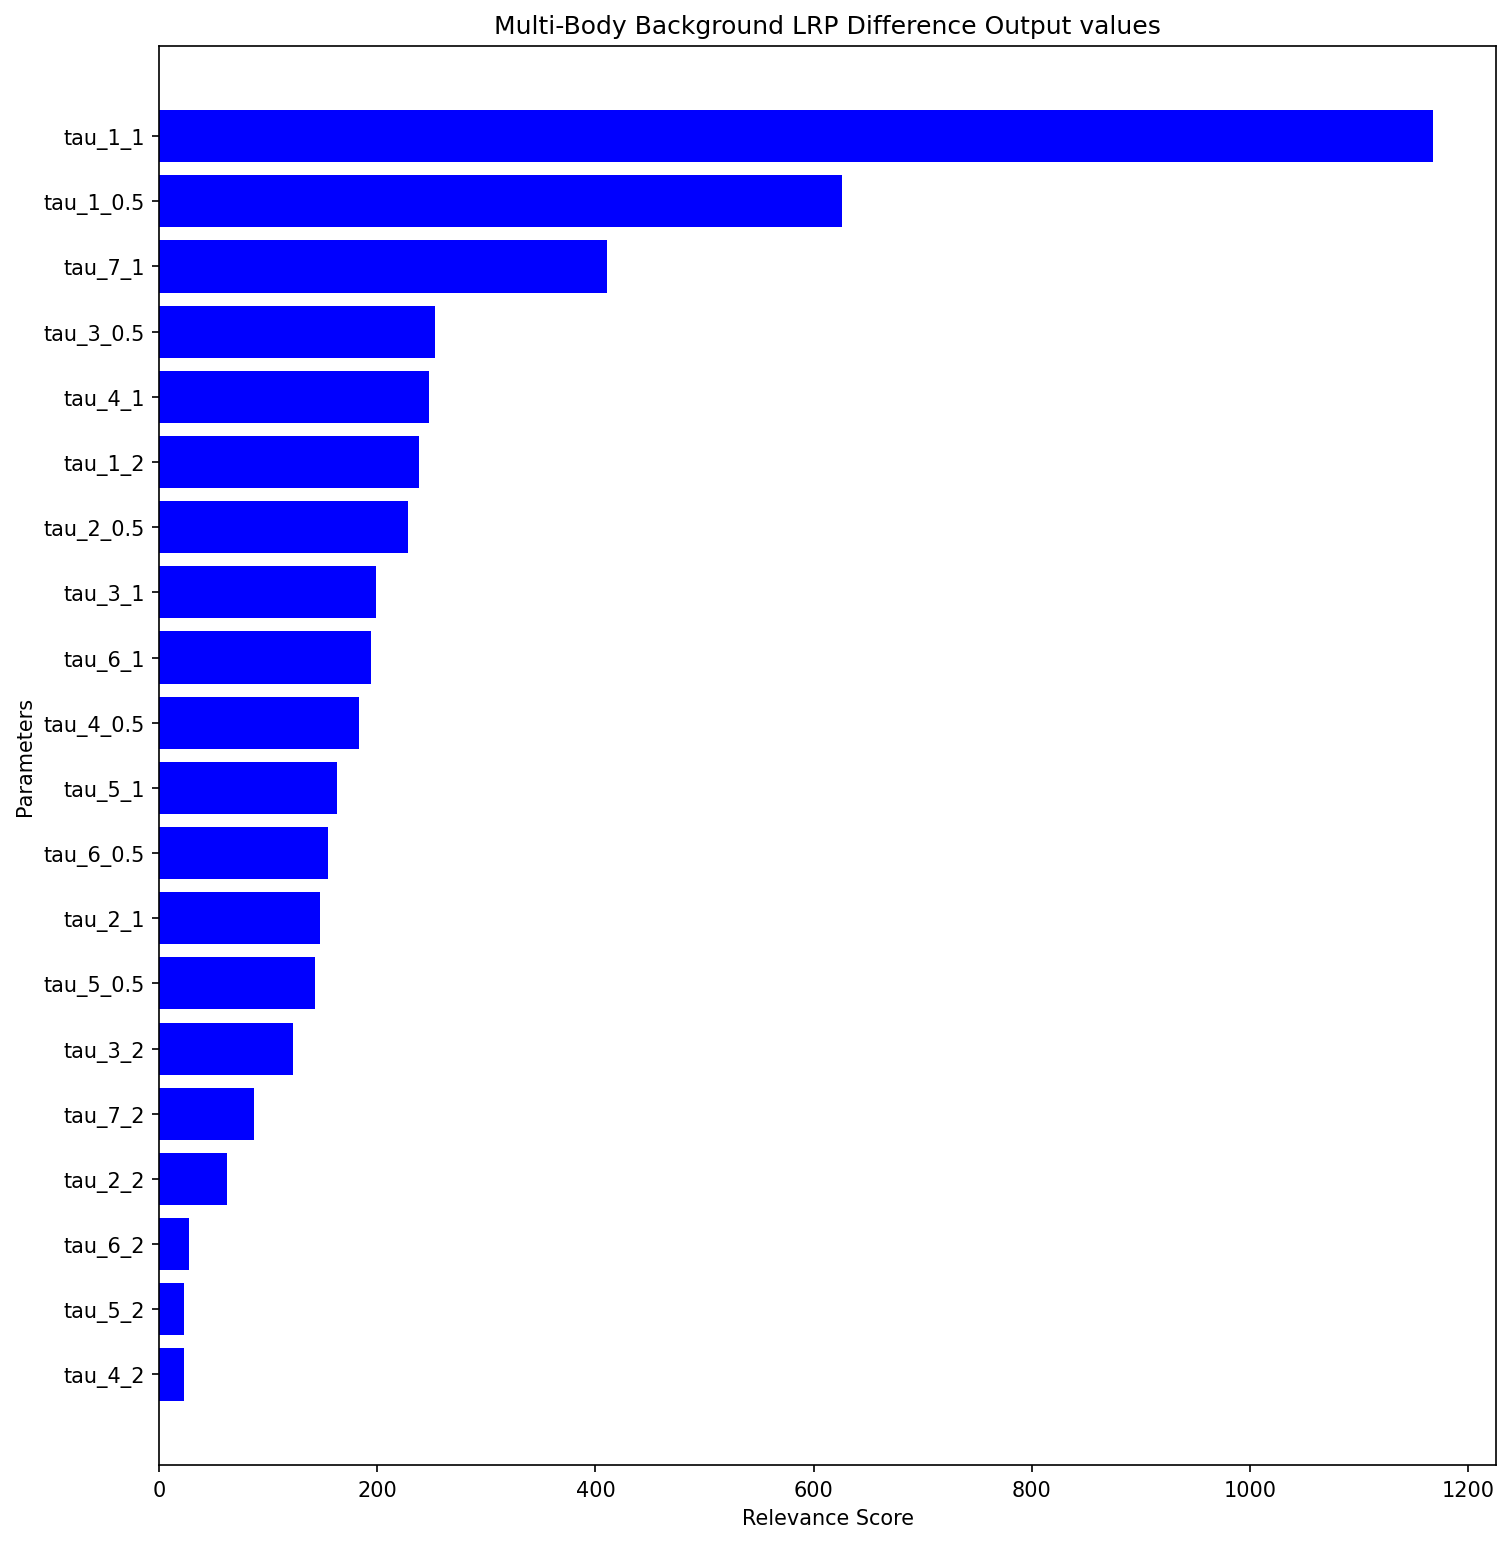 Multi-Body Background LRP Difference Output values
tau_1_1
tau_1_0.5
tau_7_1
tau_3_0.5
tau_4_1
tau_1_2
tau_2_0.5
tau_3_1
tau_6_1
tau_4_0.5
tau_5_1
tau_6_0.5
tau_2_1
tau_5_0.5
tau_3_2
tau_7_2
tau_2_2
tau_6_2
tau_5_2
tau_4_2
Parameters
0 200 400 600 800 1000 1200
Relevance Score